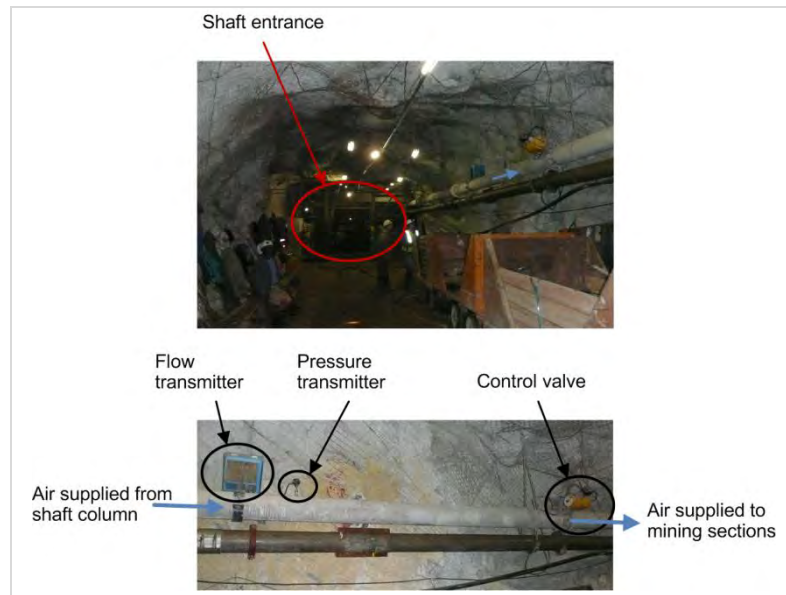 Shaft entrance
Flow
transmitter
Pressure
transmitter
Control valve
Air supplied from
shaft column
Air supplied to
mining sections